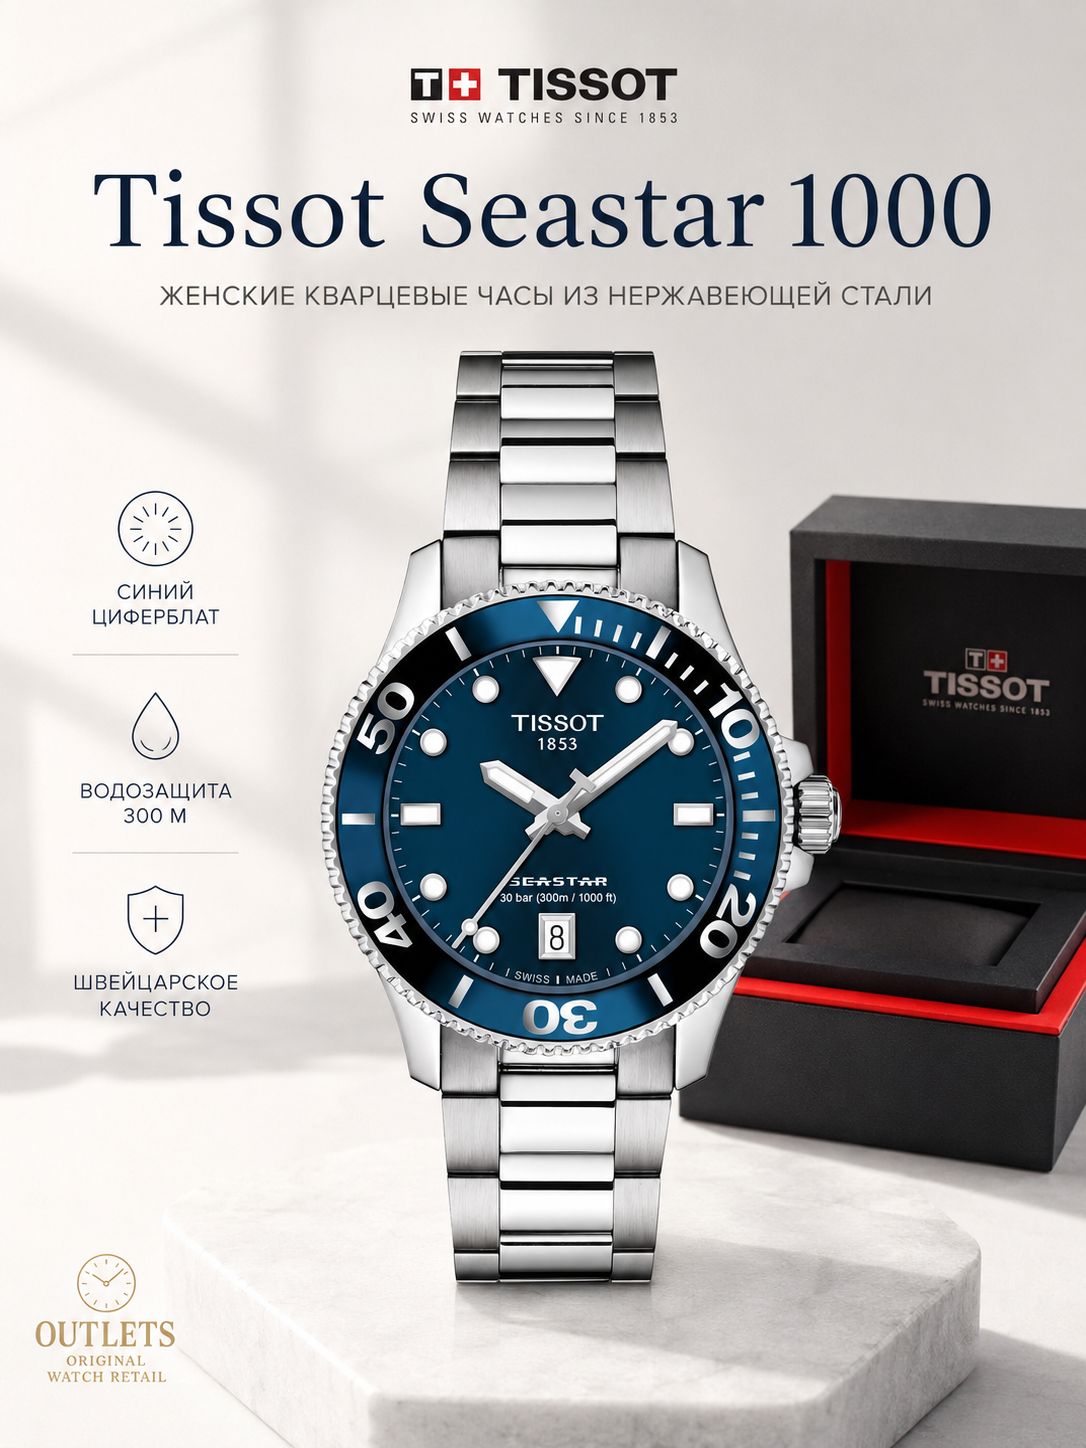 TISSOT
SWISS WATCHES SINCE 1853
Tissot Seastar 1000
ЖЕНСКИЕ КВАРЦЕВЫЕ ЧАСЫ ИЗ НЕРЖАВЕЮЩЕЙ СТАЛИ
СИНИЙ
ЦИФЕРБЛАТ
ВОДОЗАЩИТА
300 М
ШВЕЙЦАРСКОЕ
КАЧЕСТВО
10
20
30
40
50
TISSOT
1853
SEASTAR
30 bar (300m / 1000 ft)
8
SWISS MADE
TISSOT
SWISS WATCHES SINCE 1853
OUTLETS
ORIGINAL
WATCH RETAIL